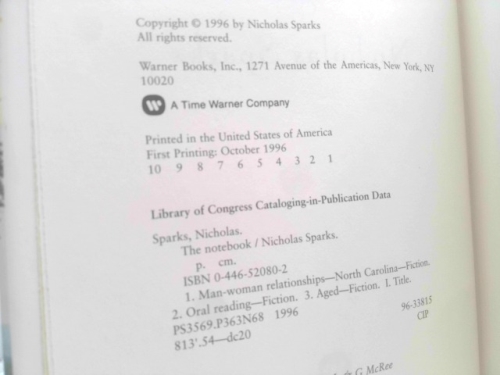 Copyright © 1996 by Nicholas Sparks
All rights reserved.
Warner Books, Inc., 1271 Avenue of the Americas, New York, NY
10020
A Time Warner Company
Printed in the United States of America
First Printing: October 1996
10 9 8 7 6 5 4 3 2 1
Library of Congress Cataloging-in-Publication Data
Sparks, Nicholas.
The notebook / Nicholas Sparks.
p. cm.
ISBN 0-446-52080-2
1. Man-woman relationships—North Carolina—Fiction.
2. Oral reading—Fiction. 3. Aged—Fiction. I. Title.
PS3569.P363N68 1996
813'.54—dc20
96-33815
CIP
G McRee